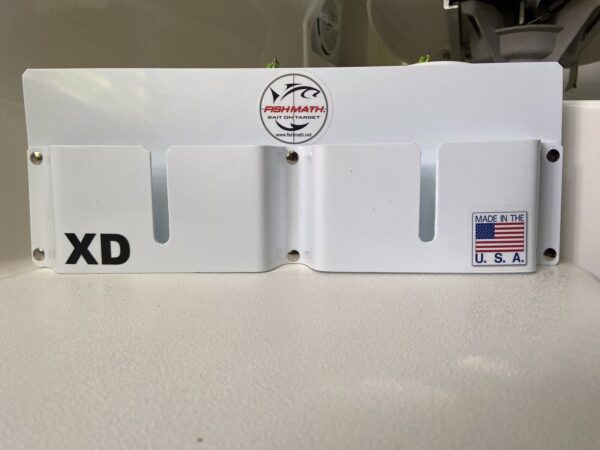 FISHMATH
BAIT ON TARGET
www.fishmath.net
XD
MADE IN THE
U. S. A.